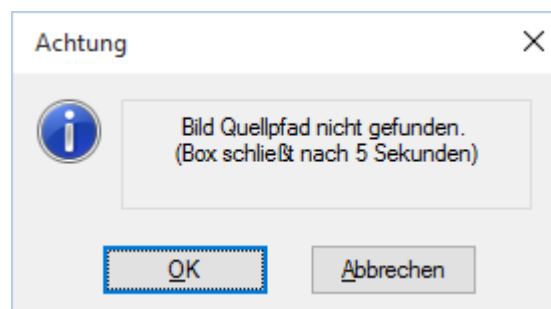 Achtung
Bild Quellpfad nicht gefunden.
(Box schließt nach 5 Sekunden)
OK
Abbrechen